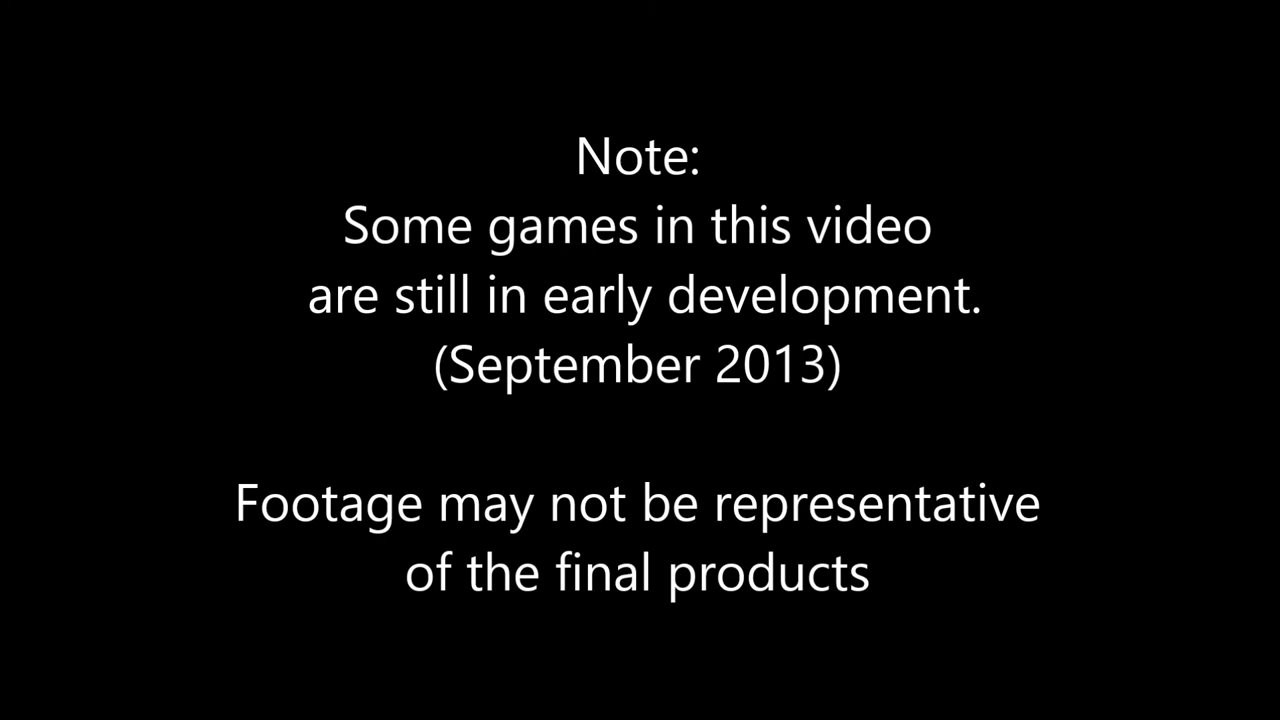 Note:
Some games in this video
are still in early development.
(September 2013)
Footage may not be representative
of the final products